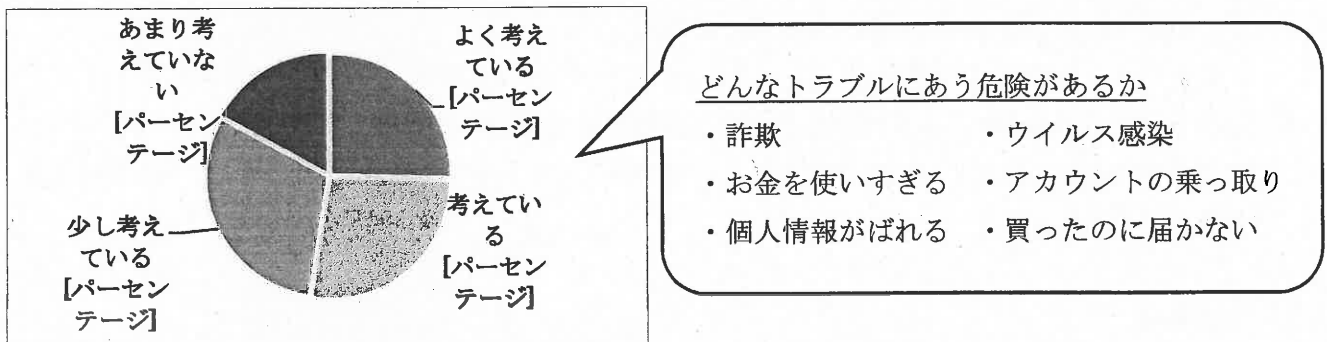 あまり考
えていな
い
[パーセン
テージ]
よく考え
ている
[パーセン
テージ]
考えてい
る
[パーセン
テージ]
少し考え
ている
[パーセン
テージ]
どんなトラブルにあう危険があるか
・詐欺 ・ウイルス感染
・お金を使いすぎる ・アカウントの乗っ取り
・個人情報がばれる ・買ったのに届かない